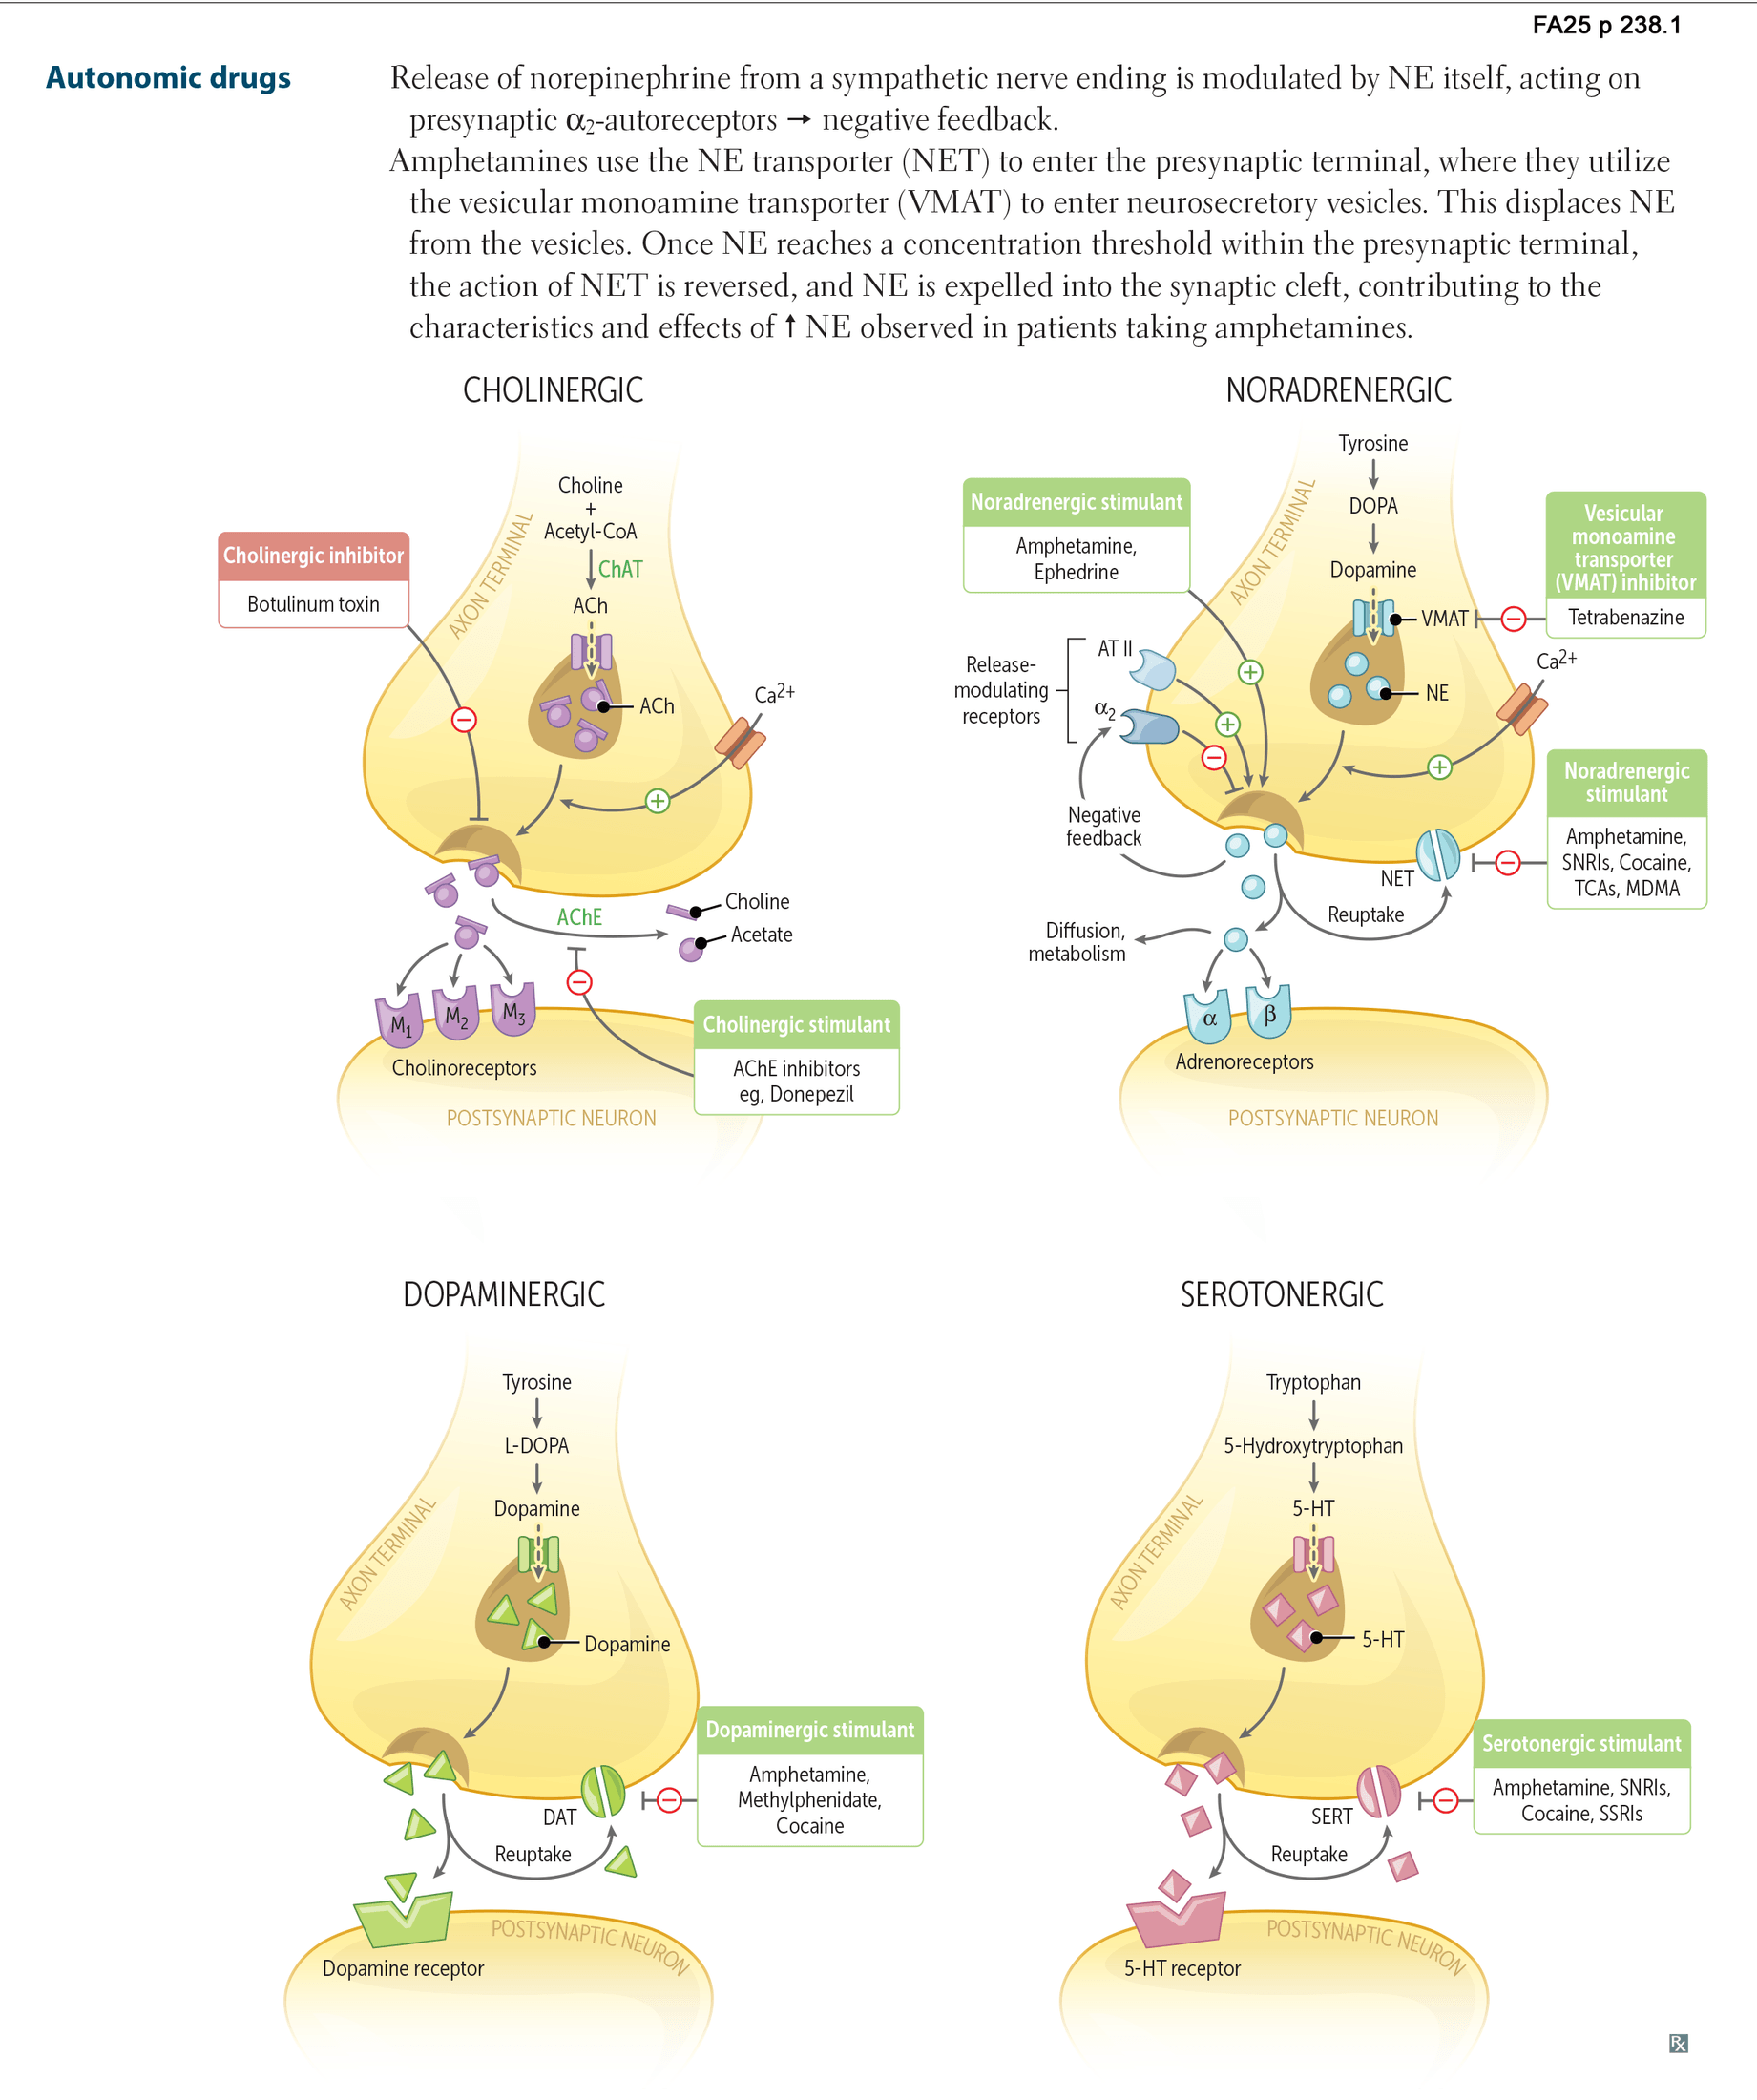 FA25 p 238.1
Autonomic drugs
Release of norepinephrine from a sympathetic nerve ending is modulated by NE itself, acting on
presynaptic α₂-autoreceptors → negative feedback.
Amphetamines use the NE transporter (NET) to enter the presynaptic terminal, where they utilize
the vesicular monoamine transporter (VMAT) to enter neurosecretory vesicles. This displaces NE
from the vesicles. Once NE reaches a concentration threshold within the presynaptic terminal,
the action of NET is reversed, and NE is expelled into the synaptic cleft, contributing to the
characteristics and effects of ↑ NE observed in patients taking amphetamines.
CHOLINERGIC
Choline
+
Acetyl-CoA
ChAT
ACh
AXON TERMINAL
Cholinergic inhibitor
Botulinum toxin
ACh
Ca2+
Choline
AChE
Acetate
M₁
M₂
M₃
Cholinoreceptors
Cholinergic stimulant
AChE inhibitors
eg, Donepezil
POSTSYNAPTIC NEURON
NORADRENERGIC
Tyrosine
DOPA
Dopamine
AXON TERMINAL
Noradrenergic stimulant
Amphetamine,
Ephedrine
Vesicular
monoamine
transporter
(VMAT) inhibitor
Tetrabenazine
VMAT
NE
Ca2+
Release-
modulating
receptors
AT II
α₂
Negative
feedback
Noradrenergic
stimulant
Amphetamine,
SNRIs, Cocaine,
TCAs, MDMA
NET
Reuptake
Diffusion,
metabolism
α
β
Adrenoreceptors
POSTSYNAPTIC NEURON
DOPAMINERGIC
Tyrosine
L-DOPA
Dopamine
AXON TERMINAL
Dopamine
Dopaminergic stimulant
Amphetamine,
Methylphenidate,
Cocaine
DAT
Reuptake
POSTSYNAPTIC NEURON
Dopamine receptor
SEROTONERGIC
Tryptophan
5-Hydroxytryptophan
5-HT
AXON TERMINAL
5-HT
Serotonergic stimulant
Amphetamine, SNRIs,
Cocaine, SSRIs
SERT
Reuptake
POSTSYNAPTIC NEURON
5-HT receptor
Rx